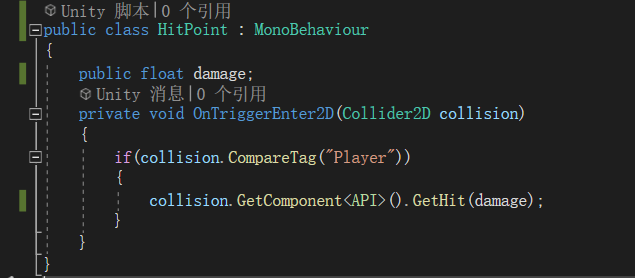 Unity 脚本|0 个引用
public class HitPoint : MonoBehaviour
{
public float damage;
Unity 消息|0 个引用
private void OnTriggerEnter2D(Collider2D collision)
{
if(collision.CompareTag("Player"))
{
collision.GetComponent<API>().GetHit(damage);
}
}
}